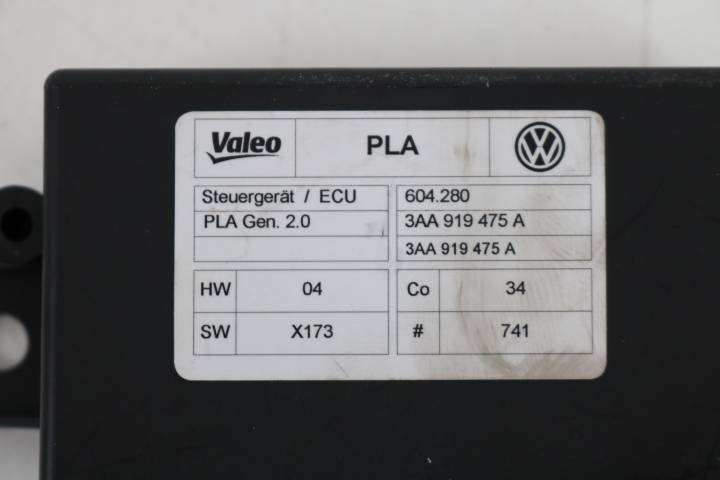 Valeo PLA VW
Steuergerät / ECU 604.280
PLA Gen. 2.0 3AA 919 475 A
3AA 919 475 A
HW 04 Co 34
SW X173 # 741